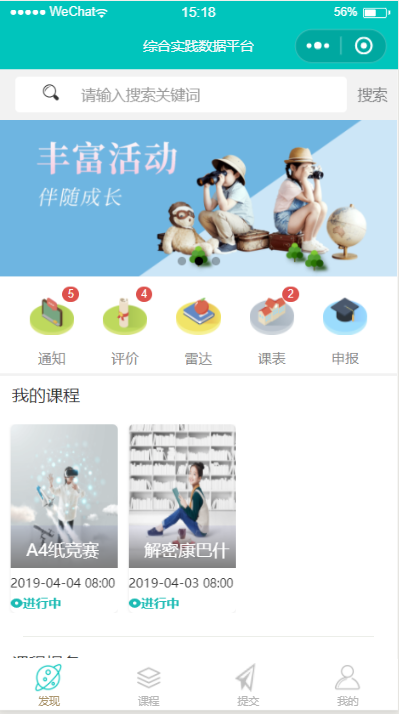 WeChat 15:18 56%
综合实践数据平台
请输入搜索关键词 搜索
丰富活动
伴随成长
5 4 2
通知 评价 雷达 课表 申报
我的课程
A4纸竞赛 解密康巴什
2019-04-04 08:00 2019-04-03 08:00
进行中 进行中
发现 课程 提交 我的